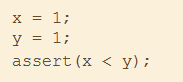 x = 1;
y = 1;
assert(x < y);